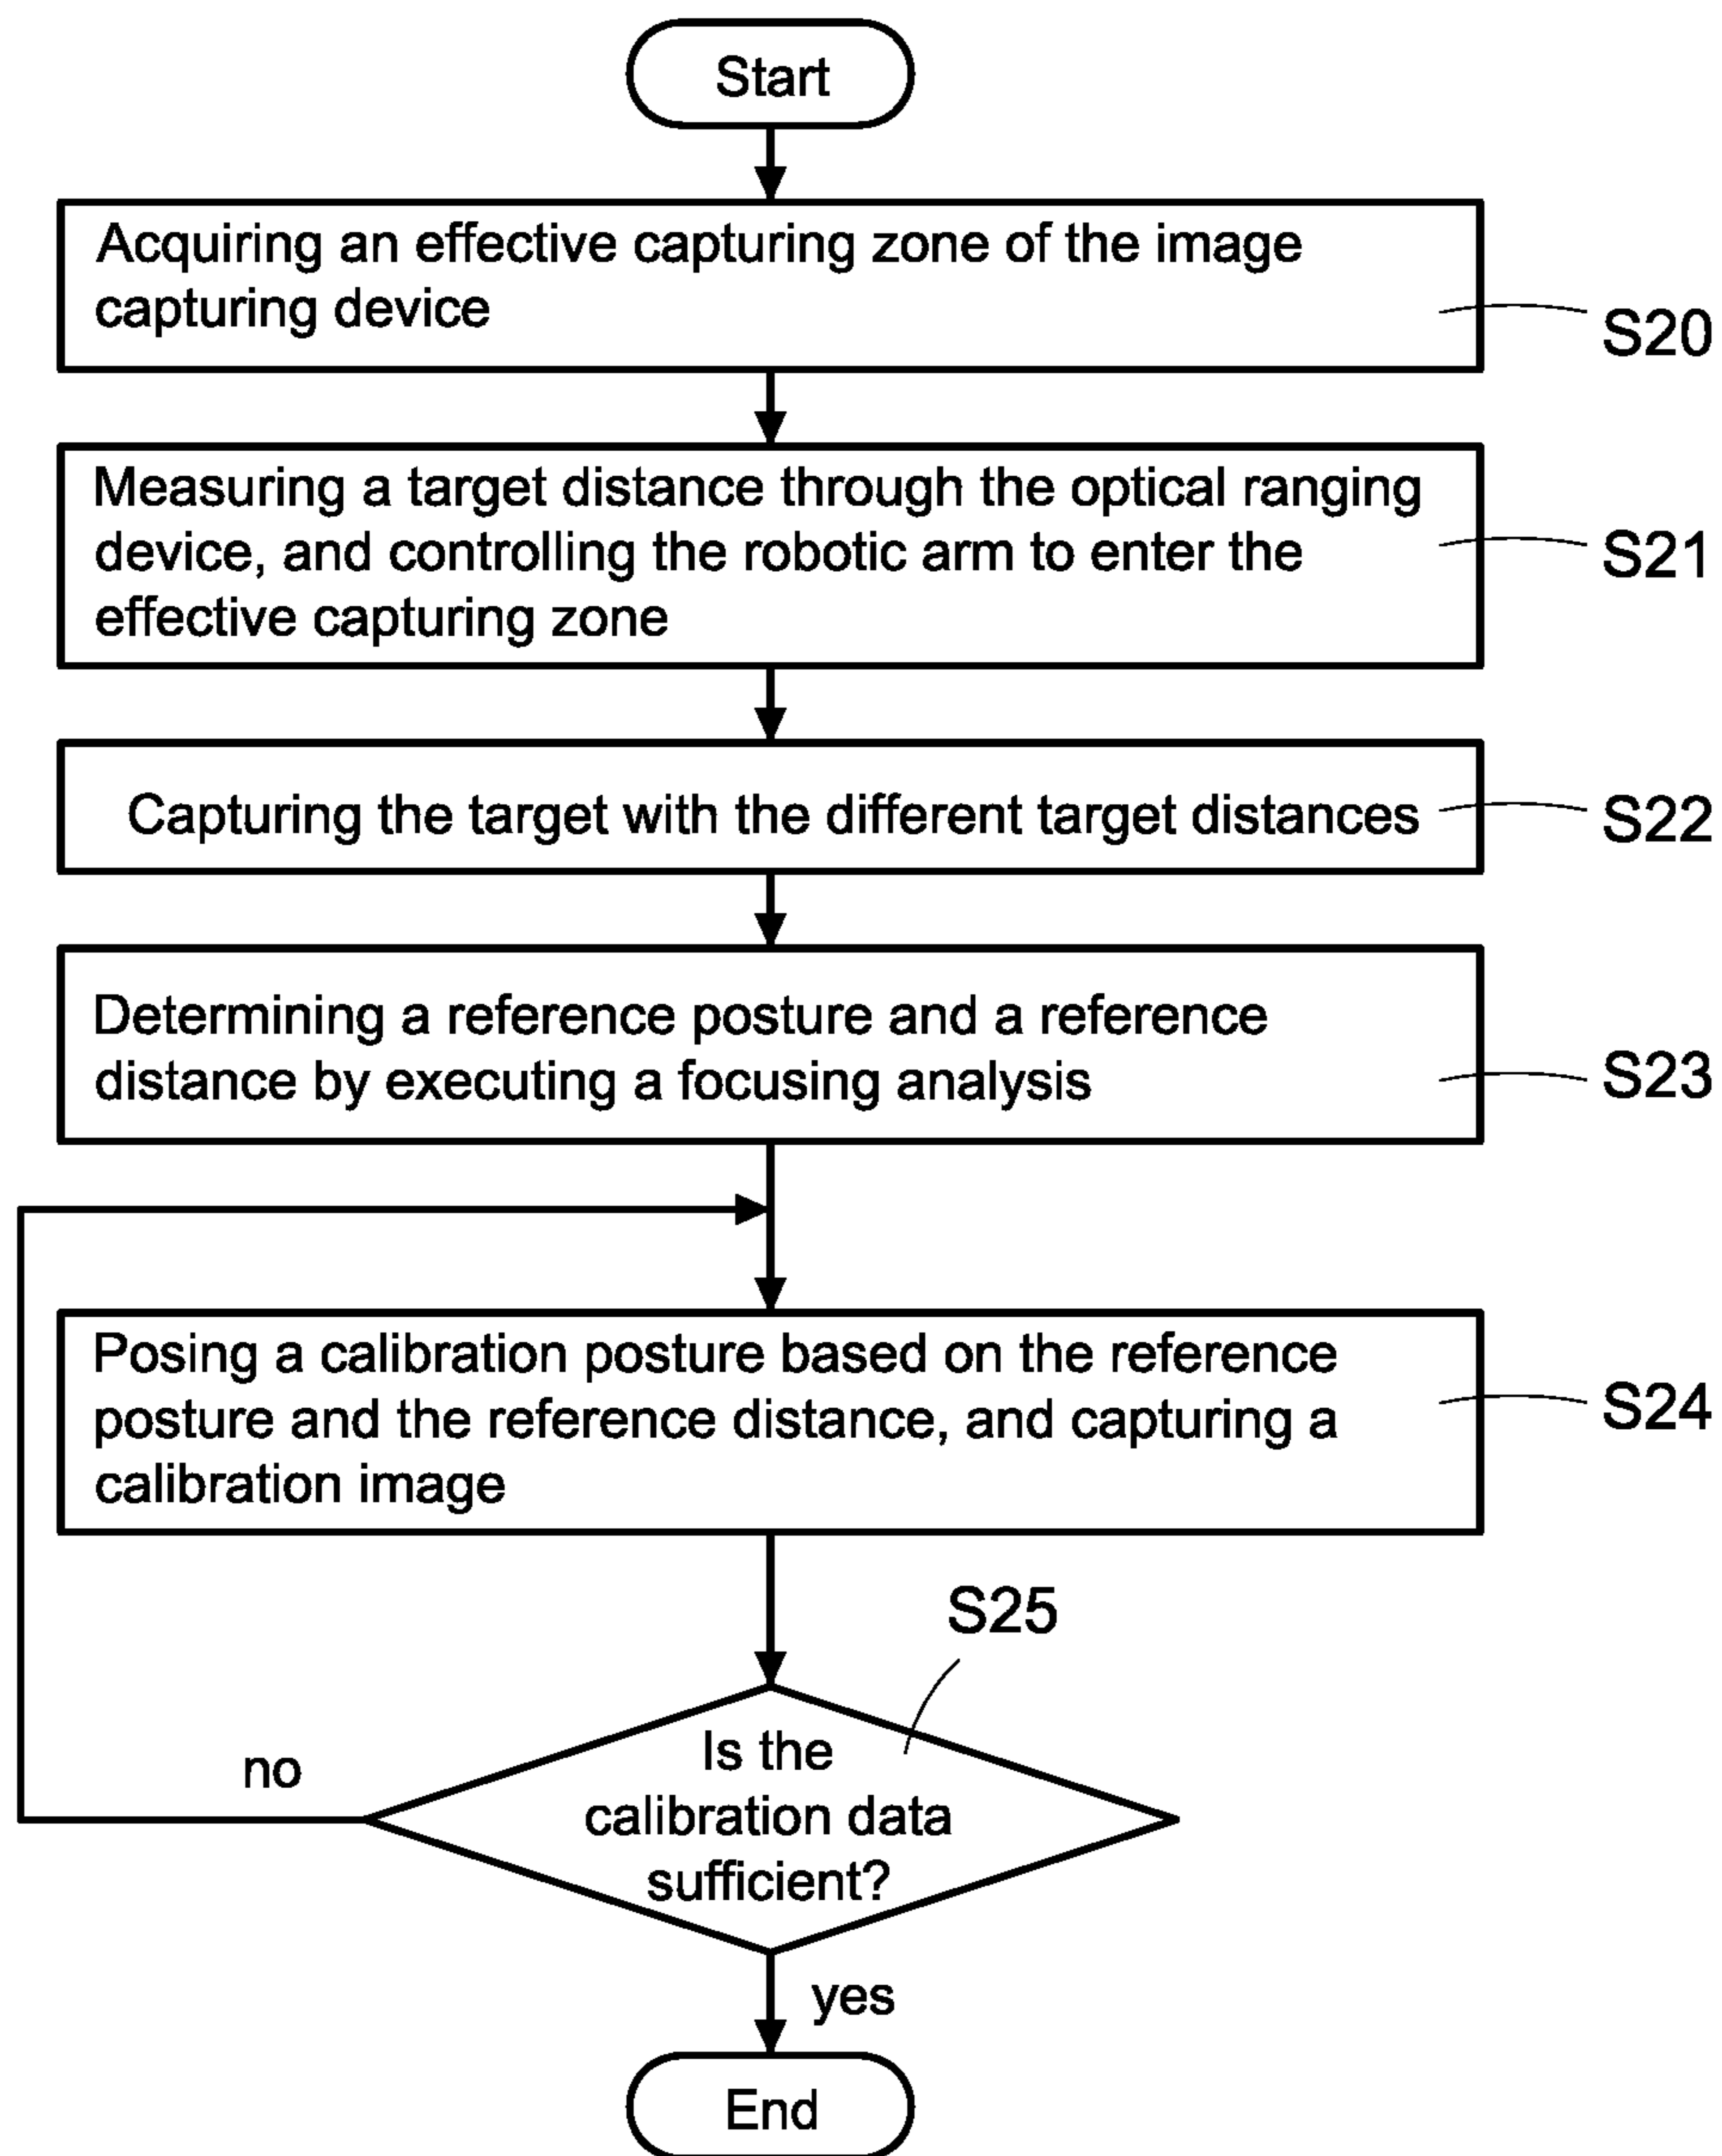 Start
Acquiring an effective capturing zone of the image
capturing device
S20
Measuring a target distance through the optical ranging
device, and controlling the robotic arm to enter the
effective capturing zone
S21
Capturing the target with the different target distances
S22
Determining a reference posture and a reference
distance by executing a focusing analysis
S23
Posing a calibration posture based on the reference
posture and the reference distance, and capturing a
calibration image
S24
S25
Is the
calibration data
sufficient?
no
yes
End